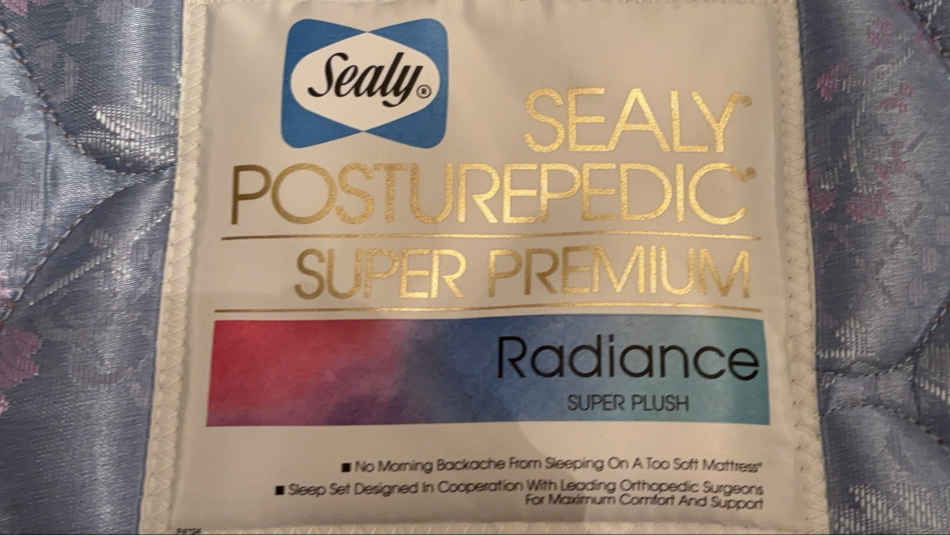 Sealy®
SEALY®
POSTUREPEDIC®
SUPER PREMIUM
Radiance
SUPER PLUSH
■ No Morning Backache From Sleeping On A Too Soft Mattress®
■ Sleep Set Designed In Cooperation With Leading Orthopedic Surgeons
For Maximum Comfort And Support